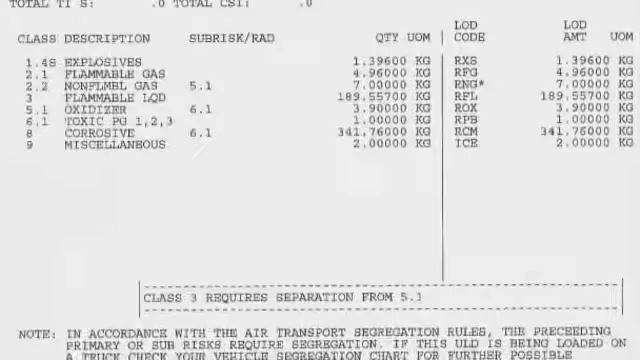 TOTAL TI S: .0 TOTAL CSI: .0
LOD LOD
CLASS DESCRIPTION SUBRISK/RAD QTY UOM CODE AMT UOM
1.4S EXPLOSIVES 1.39600 KG RXS 1.39600 KG
2.1 FLAMMABLE GAS 4.96000 KG RFG 4.96000 KG
2.2 NONFLMBL GAS 5.1 7.00000 KG RNG* 7.00000 KG
3 FLAMMABLE LQD 189.55700 KG RFL 189.55700 KG
5.1 OXIDIZER 6.1 3.90000 KG ROX 3.90000 KG
6.1 TOXIC PG 1,2,3 1.00000 KG RPB 1.00000 KG
8 CORROSIVE 6.1 341.76000 KG RCM 341.76000 KG
9 MISCELLANEOUS 2.00000 KG ICE 2.00000 KG
CLASS 3 REQUIRES SEPARATION FROM 5.1
NOTE: IN ACCORDANCE WITH THE AIR TRANSPORT SEGREGATION RULES, THE PRECEEDING
PRIMARY OR SUB RISKS REQUIRE SEGREGATION. IF THIS ULD IS BEING LOADED ON
A TRUCK CHECK YOUR VEHICLE SEGREGATION CHART FOR FURTHER POSSIBLE